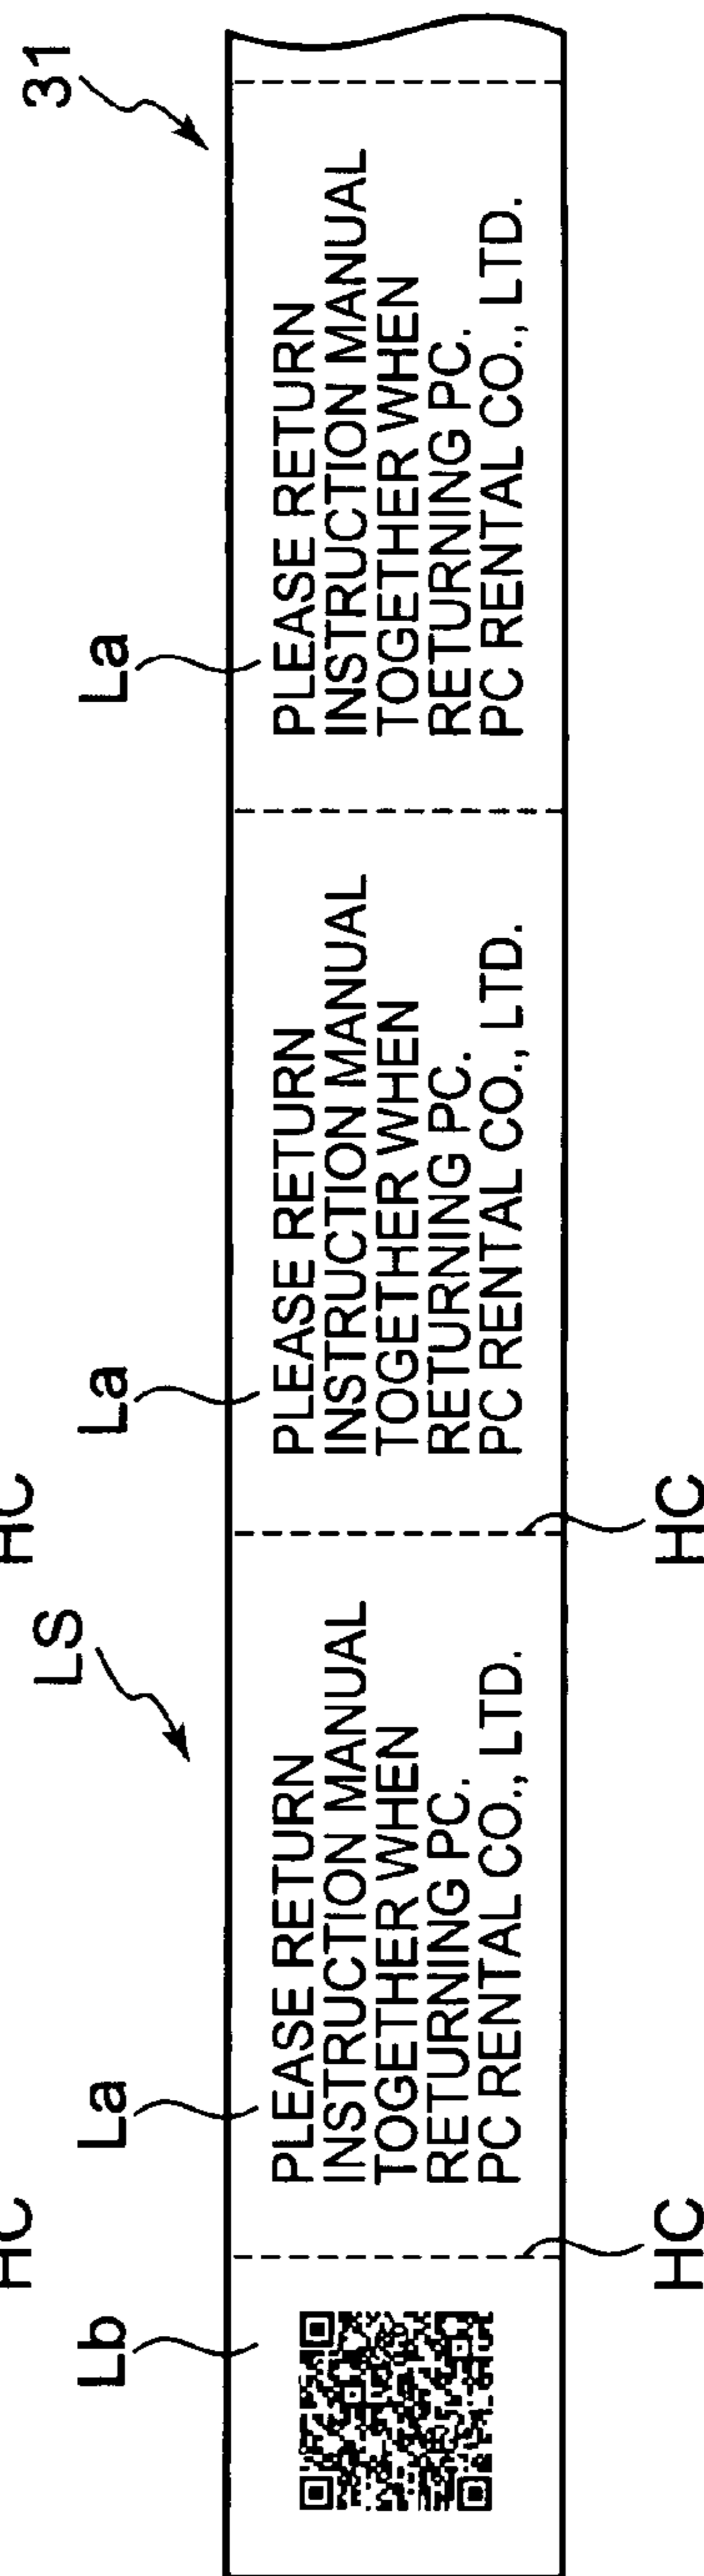 HC
HC
LS
31
Lb
La
La
La
PLEASE RETURN
INSTRUCTION MANUAL
TOGETHER WHEN
RETURNING PC.
PC RENTAL CO., LTD.
PLEASE RETURN
INSTRUCTION MANUAL
TOGETHER WHEN
RETURNING PC.
PC RENTAL CO., LTD.
PLEASE RETURN
INSTRUCTION MANUAL
TOGETHER WHEN
RETURNING PC.
PC RENTAL CO., LTD.
HC
HC